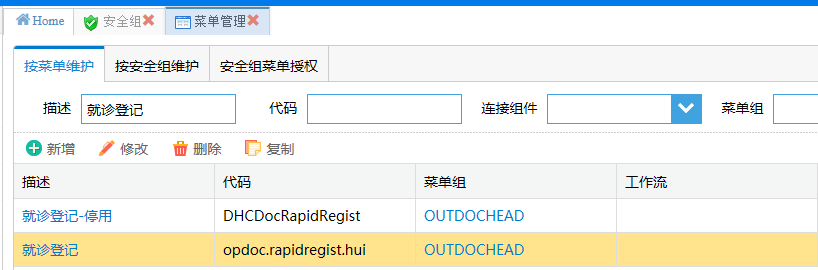 Home 安全组 菜单管理
按菜单维护 按安全组维护 安全组菜单授权
描述 就诊登记 代码 连接组件 菜单组
新增 修改 删除 复制
描述 代码 菜单组 工作流
就诊登记-停用 DHCDocRapidRegist OUTDOCHEAD
就诊登记 opdoc.rapidregist.hui OUTDOCHEAD